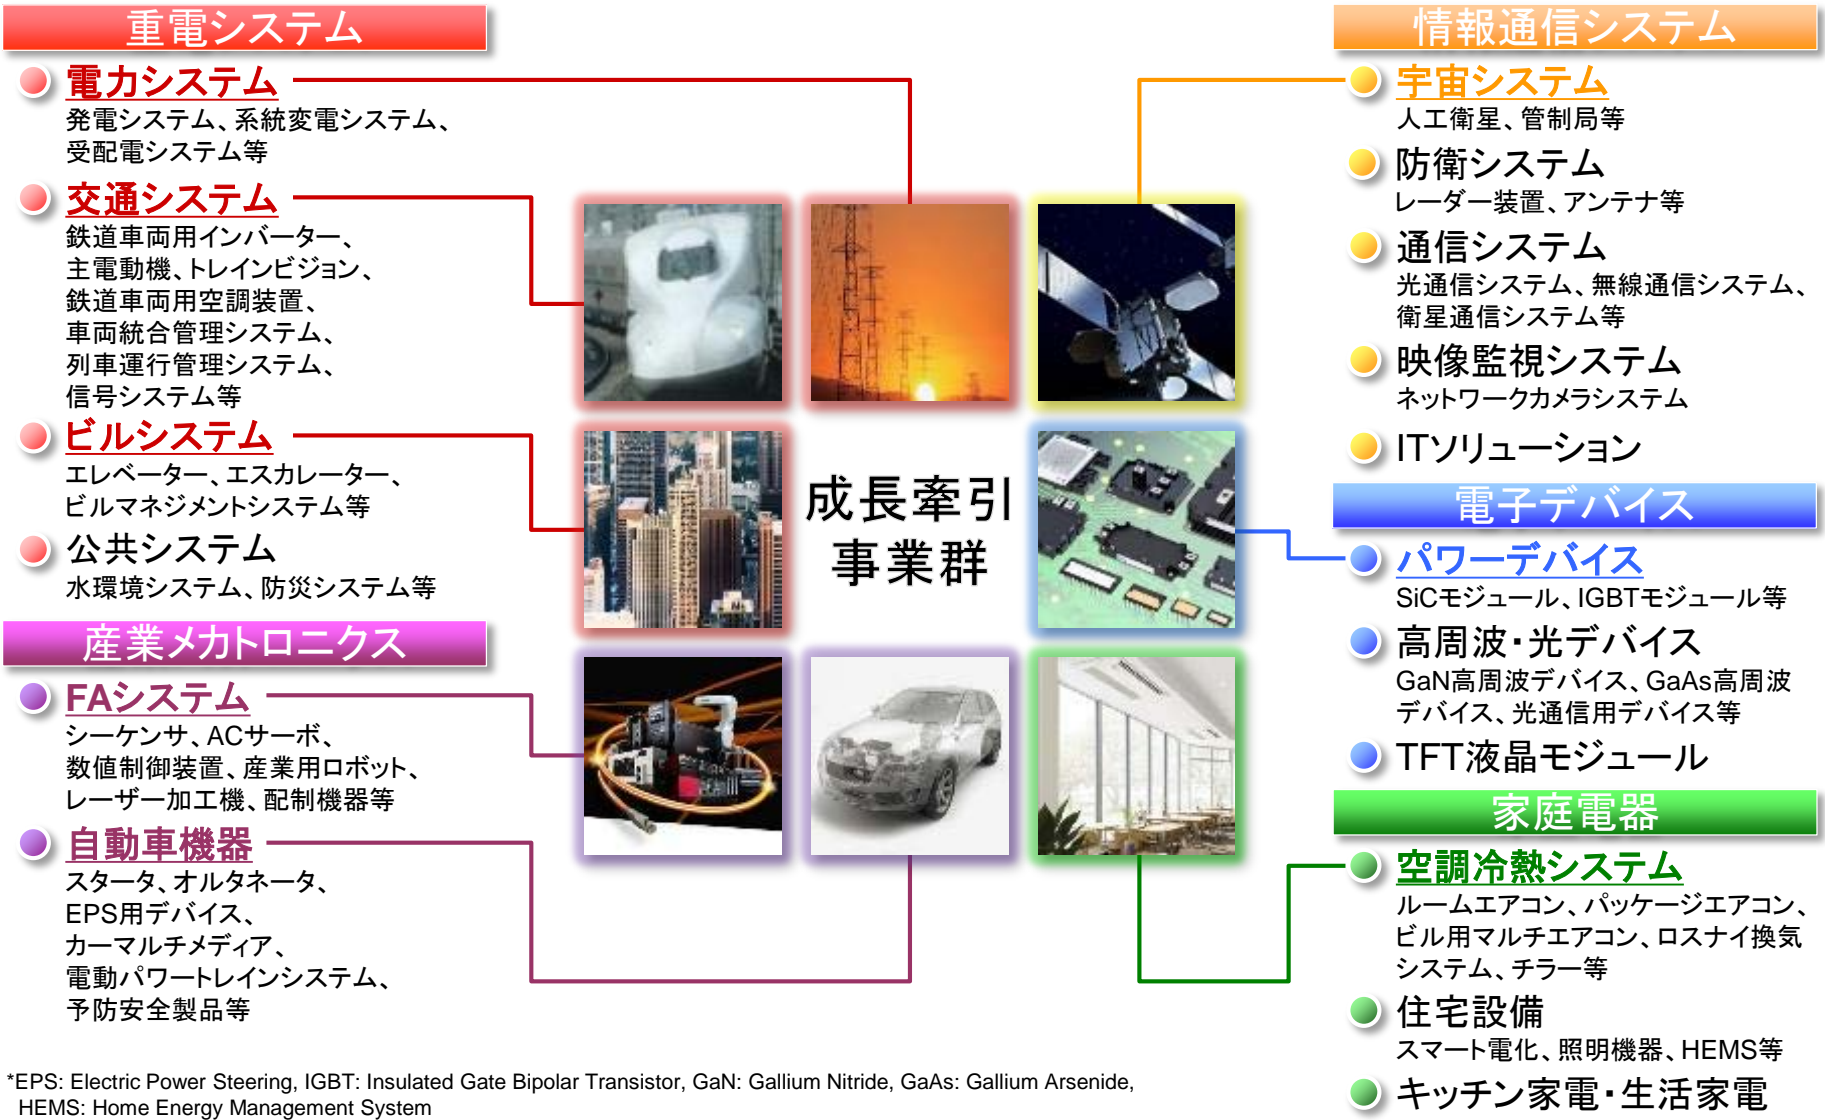 重電システム
電力システム
発電システム、系統変電システム、
受配電システム等
交通システム
鉄道車両用インバーター、
主電動機、トレインビジョン、
鉄道車両用空調装置、
車両統合管理システム、
列車運行管理システム、
信号システム等
ビルシステム
エレベーター、エスカレーター、
ビルマネジメントシステム等
公共システム
水環境システム、防災システム等
産業メカトロニクス
FAシステム
シーケンサ、ACサーボ、
数値制御装置、産業用ロボット、
レーザー加工機、配制機器等
自動車機器
スタータ、オルタネータ、
EPS用デバイス、
カーマルチメディア、
電動パワートレインシステム、
予防安全製品等
成長牽引
事業群
情報通信システム
宇宙システム
人工衛星、管制局等
防衛システム
レーダー装置、アンテナ等
通信システム
光通信システム、無線通信システム、
衛星通信システム等
映像監視システム
ネットワークカメラシステム
ITソリューション
電子デバイス
パワーデバイス
SiCモジュール、IGBTモジュール等
高周波・光デバイス
GaN高周波デバイス、GaAs高周波
デバイス、光通信用デバイス等
TFT液晶モジュール
家庭電器
空調冷熱システム
ルームエアコン、パッケージエアコン、
ビル用マルチエアコン、ロスナイ換気
システム、チラー等
住宅設備
スマート電化、照明機器、HEMS等
キッチン家電・生活家電
*EPS: Electric Power Steering, IGBT: Insulated Gate Bipolar Transistor, GaN: Gallium Nitride, GaAs: Gallium Arsenide,
HEMS: Home Energy Management System